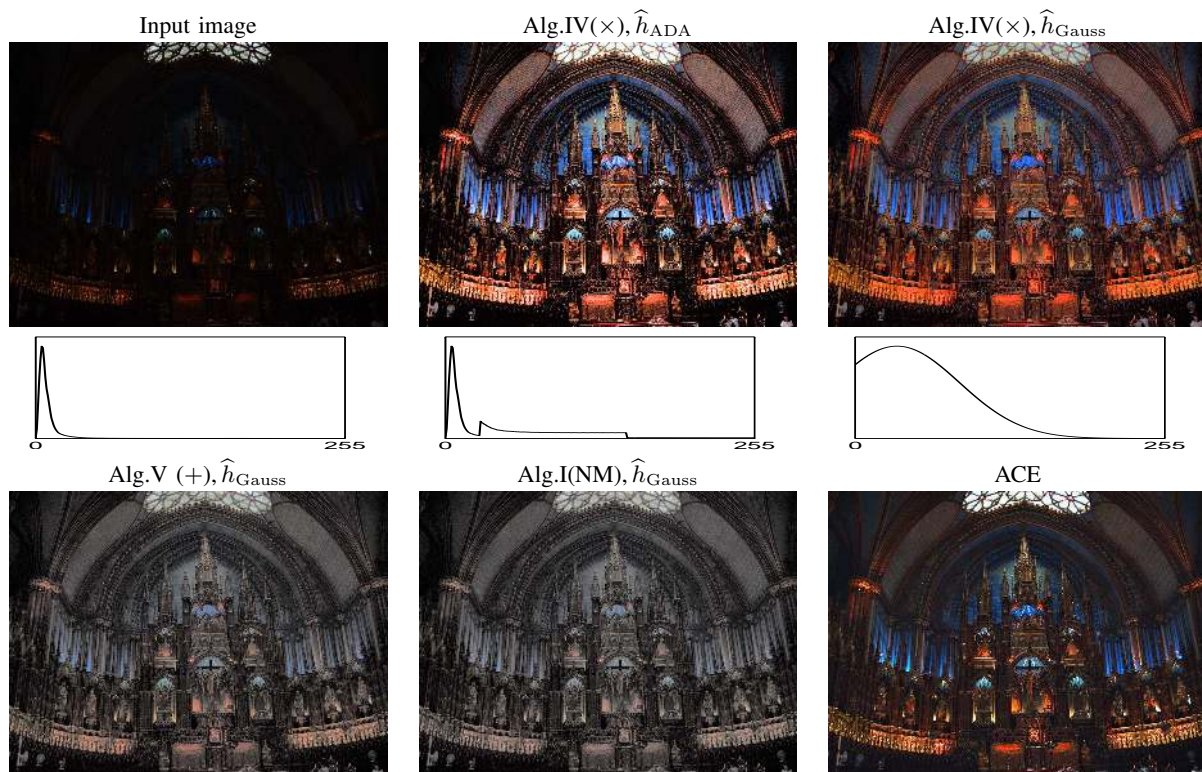 Input image
Alg.IV(×), ĥ_ADA
Alg.IV(×), ĥ_Gauss
0 255
0 255
0 255
Alg.V (+), ĥ_Gauss
Alg.I(NM), ĥ_Gauss
ACE